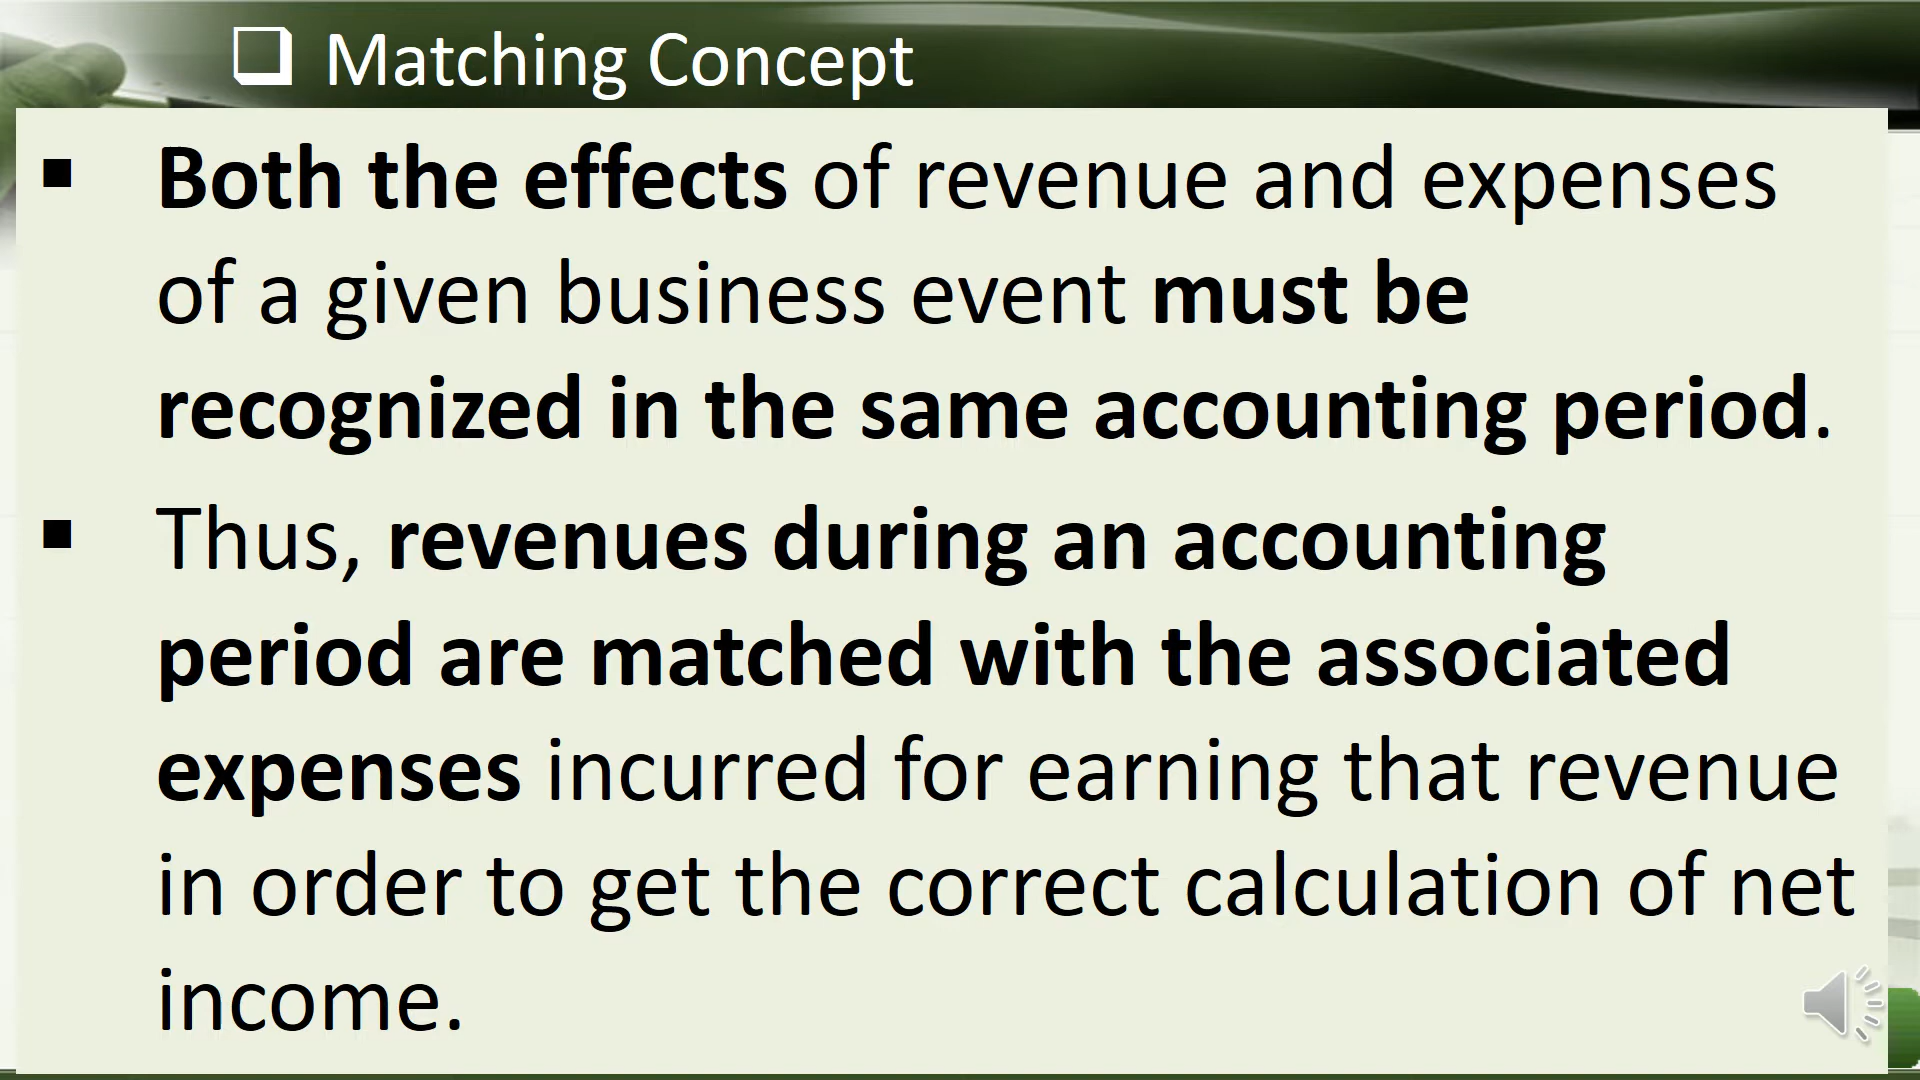 Matching Concept
Both the effects of revenue and expenses
of a given business event must be
recognized in the same accounting period.
Thus, revenues during an accounting
period are matched with the associated
expenses incurred for earning that revenue
in order to get the correct calculation of net
income.